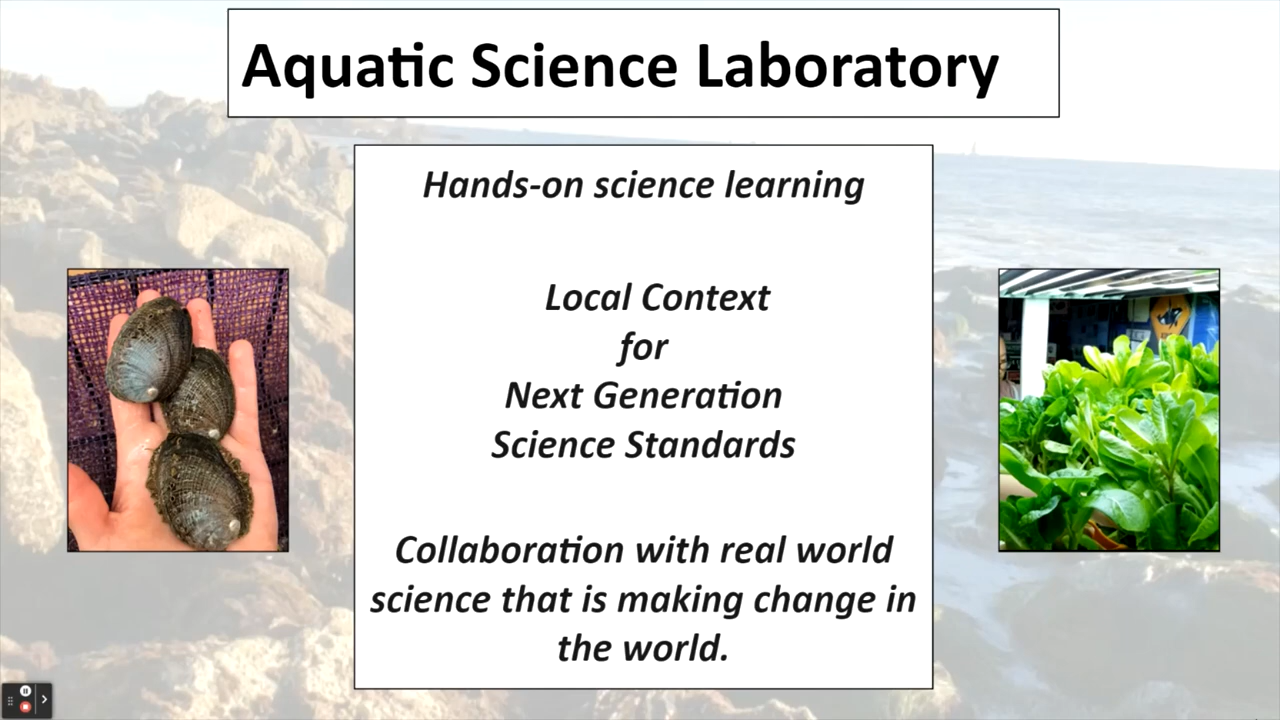 Aquatic Science Laboratory
Hands-on science learning
Local Context
for
Next Generation
Science Standards
Collaboration with real world
science that is making change in
the world.